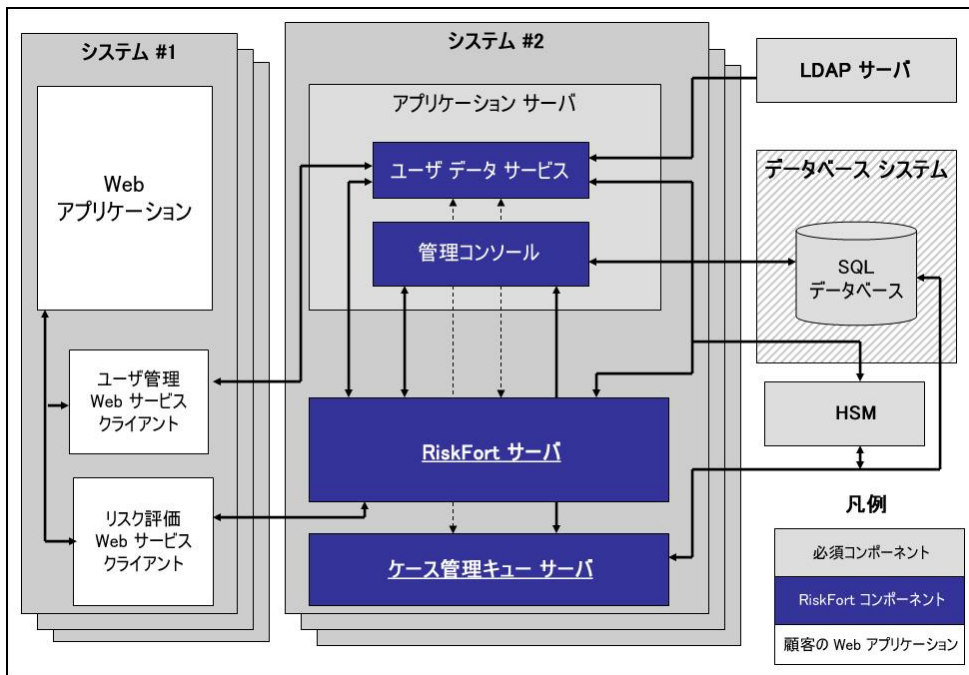 システム #1
Web
アプリケーション
ユーザ管理
Web サービス
クライアント
リスク評価
Web サービス
クライアント
システム #2
アプリケーション サーバ
ユーザ データ サービス
管理コンソール
RiskFort サーバ
ケース管理キュー サーバ
LDAP サーバ
データベース システム
SQL
データベース
HSM
凡例
必須コンポーネント
RiskFort コンポーネント
顧客の Web アプリケーション